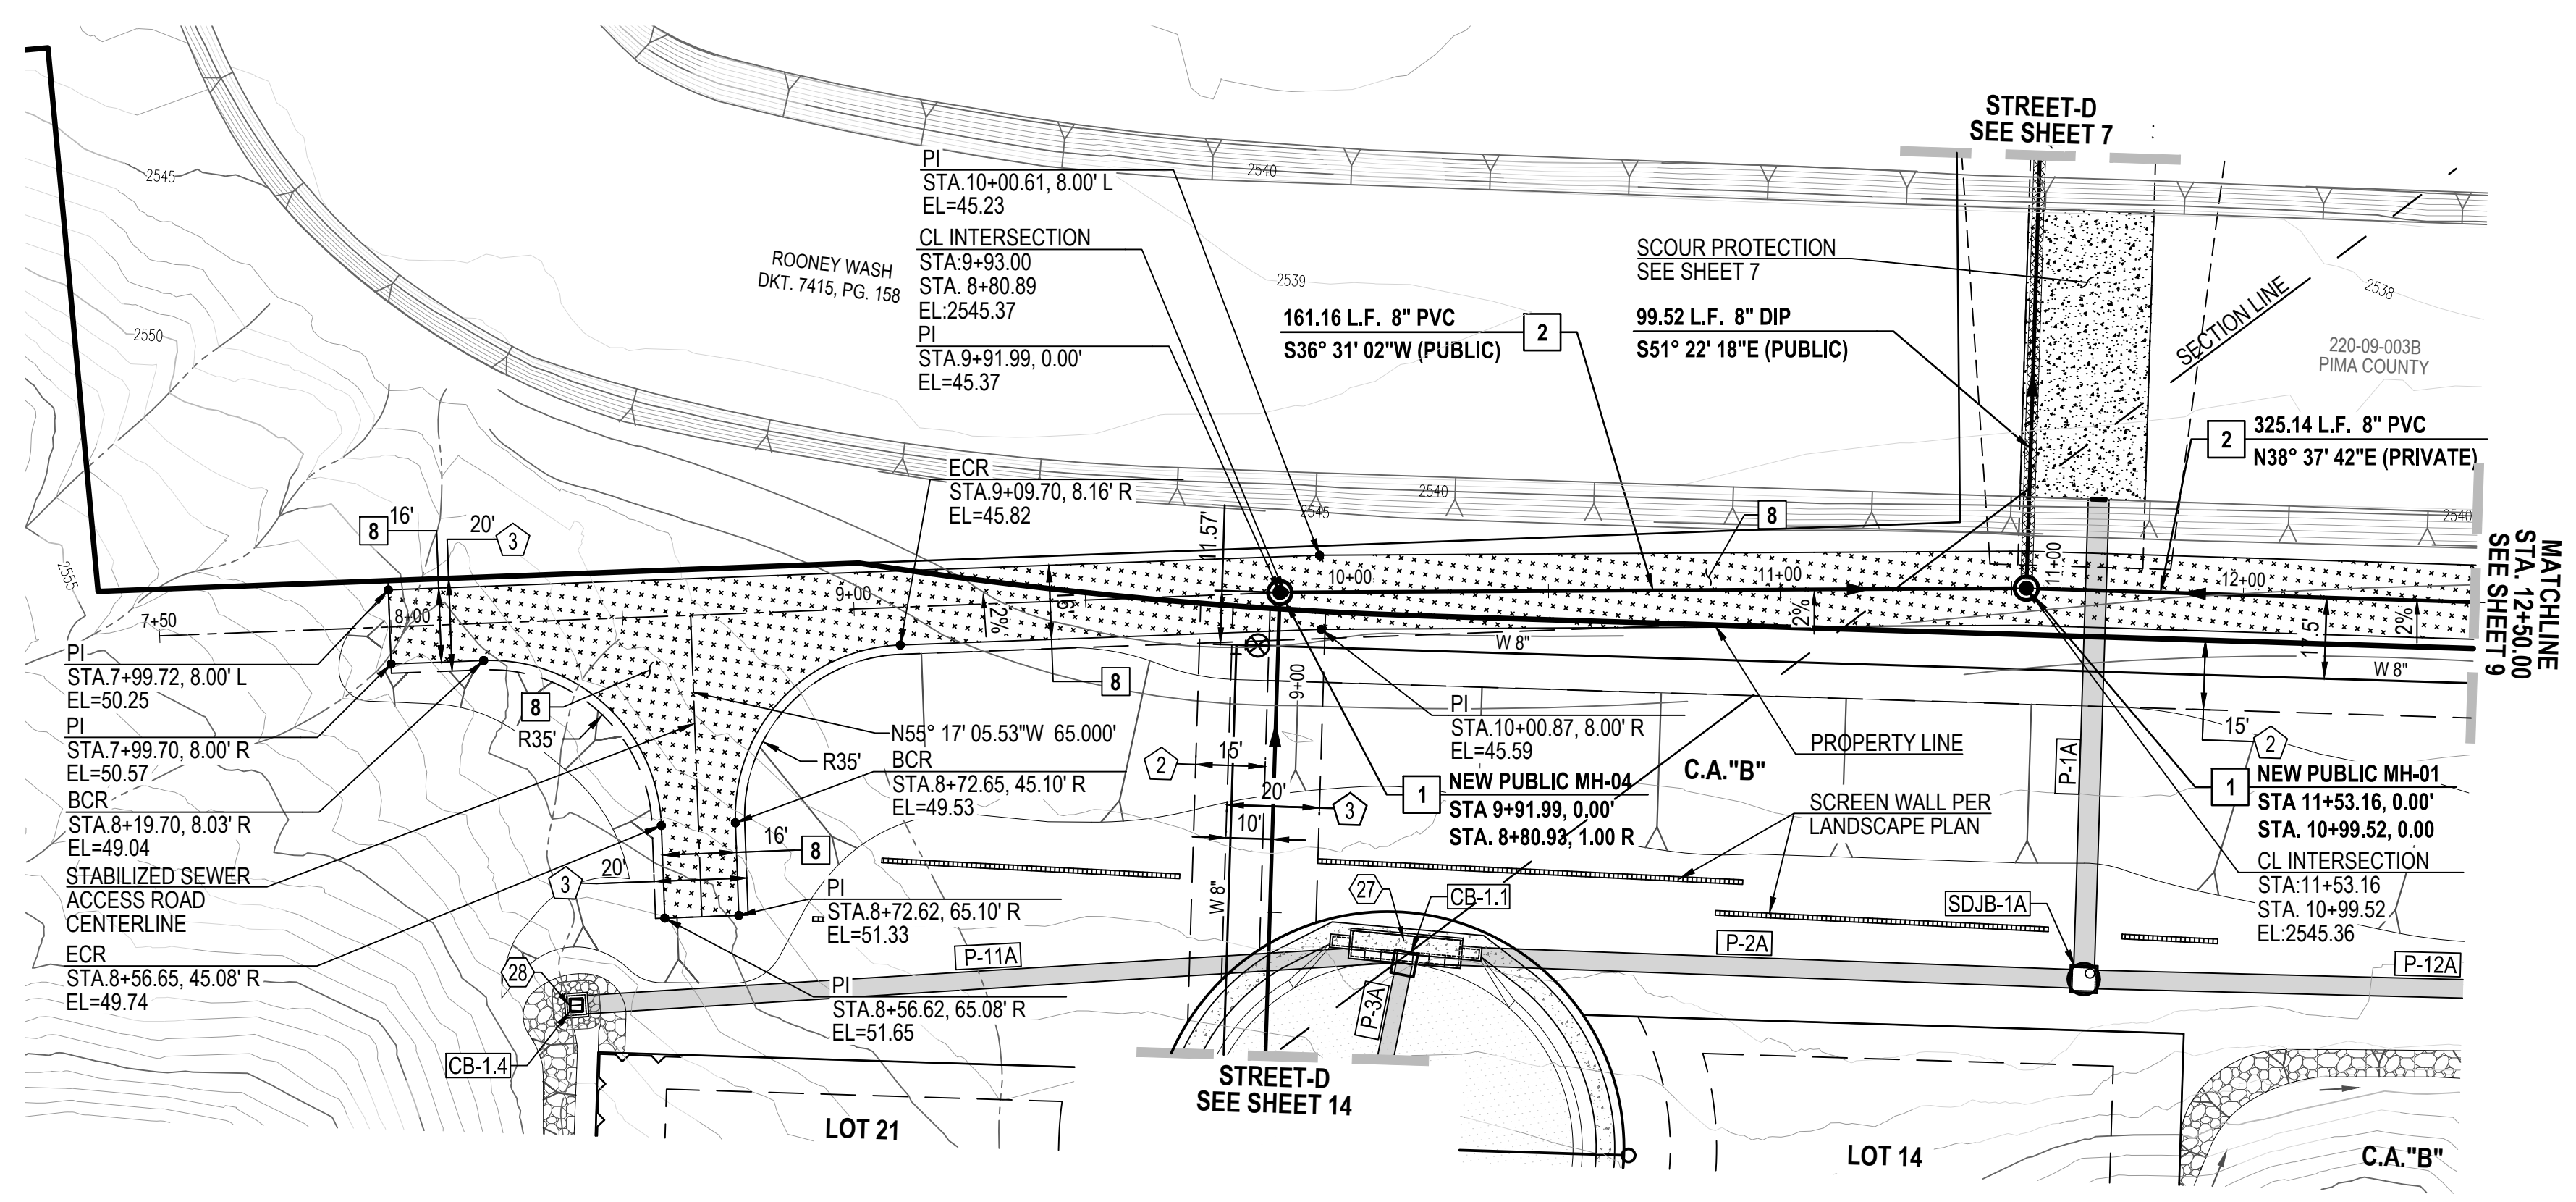 STREET-D
SEE SHEET 7
2545
2540
PI
STA.10+00.61, 8.00' L
EL=45.23
CL INTERSECTION
STA:9+93.00
STA. 8+80.89
EL:2545.37
PI
STA.9+91.99, 0.00'
EL=45.37
ROONEY WASH
DKT. 7415, PG. 158
2539
SCOUR PROTECTION
SEE SHEET 7
2538
SECTION LINE
2550
161.16 L.F. 8" PVC
S36° 31' 02"W (PUBLIC)
2
99.52 L.F. 8" DIP
S51° 22' 18"E (PUBLIC)
220-09-003B
PIMA COUNTY
2
325.14 L.F. 8" PVC
N38° 37' 42"E (PRIVATE)
ECR
STA.9+09.70, 8.16' R
EL=45.82
2540
2545
2540
8
16'
20'
3
11.57'
8
MATCHLINE
STA. 12+50.00
SEE SHEET 9
2555
7+50
8+00
9+00
10+00
11+00
11+00
12+00
2%
16'
2%
17.5'
2%
W 8"
W 8"
PI
STA.7+99.72, 8.00' L
EL=50.25
PI
STA.7+99.70, 8.00' R
EL=50.57
BCR
STA.8+19.70, 8.03' R
EL=49.04
STABILIZED SEWER
ACCESS ROAD
CENTERLINE
ECR
STA.8+56.65, 45.08' R
EL=49.74
8
R35'
8
N55° 17' 05.53"W 65.000'
R35'
BCR
STA.8+72.65, 45.10' R
EL=49.53
16'
8
3
20'
PI
STA.8+72.62, 65.10' R
EL=51.33
PI
STA.8+56.62, 65.08' R
EL=51.65
9+00
2
15'
20'
3
10'
W 8"
PI
STA.10+00.87, 8.00' R
EL=45.59
1
NEW PUBLIC MH-04
STA 9+91.99, 0.00'
STA. 8+80.93, 1.00 R
C.A."B"
PROPERTY LINE
SCREEN WALL PER
LANDSCAPE PLAN
P-1A
15'
2
1
NEW PUBLIC MH-01
STA 11+53.16, 0.00'
STA. 10+99.52, 0.00
CL INTERSECTION
STA:11+53.16
STA. 10+99.52
EL:2545.36
27
CB-1.1
SDJB-1A
P-11A
P-2A
P-12A
P-3A
28
CB-1.4
STREET-D
SEE SHEET 14
LOT 21
LOT 14
C.A."B"